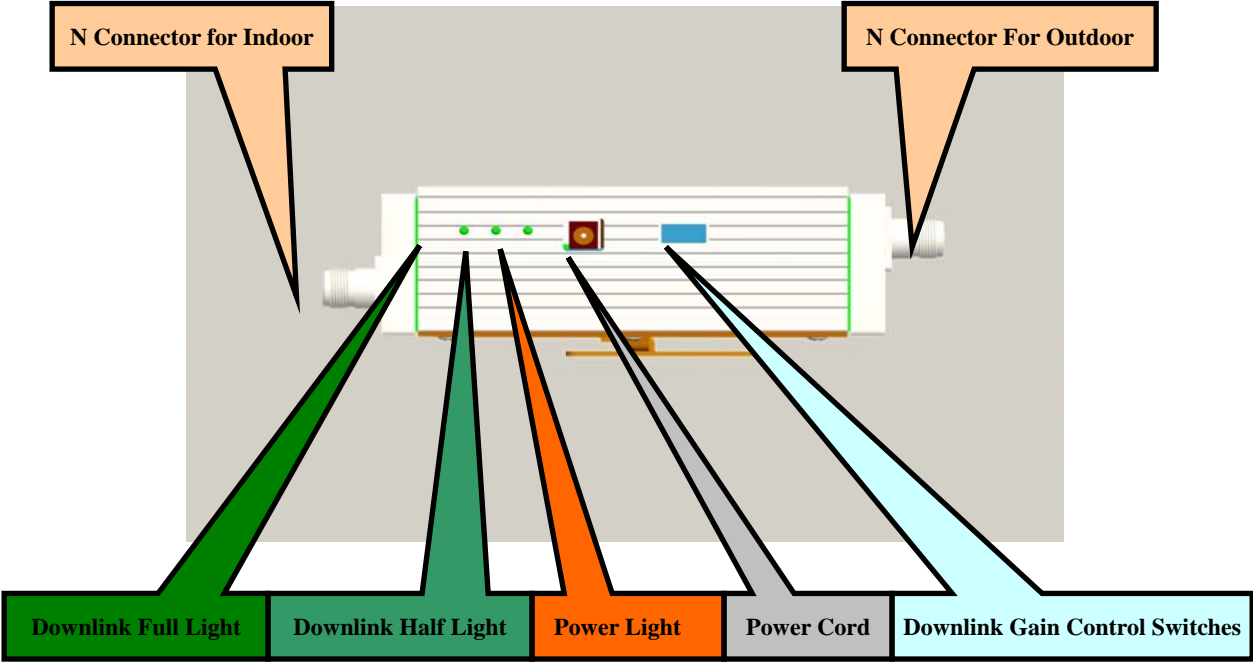 N Connector for Indoor
N Connector For Outdoor
Downlink Full Light
Downlink Half Light
Power Light
Power Cord
Downlink Gain Control Switches